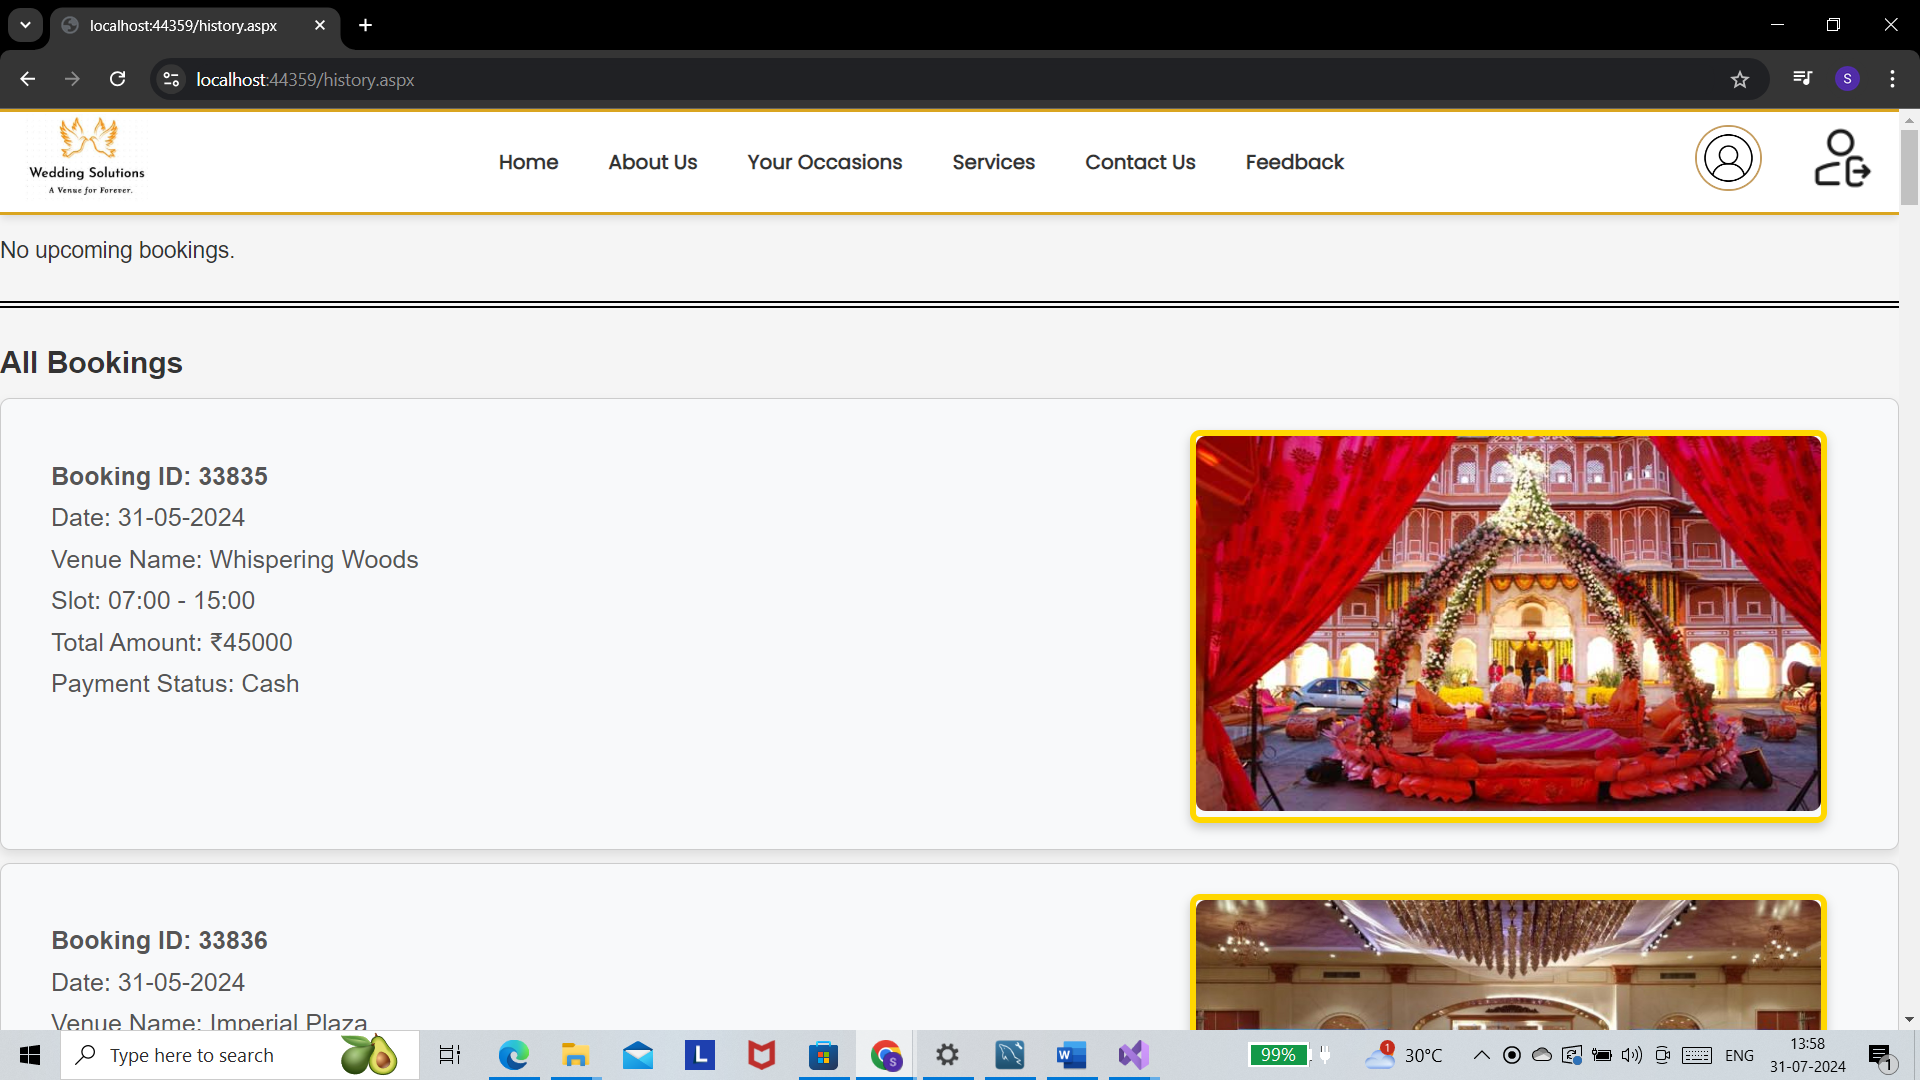 localhost:44359/history.aspx
localhost:44359/history.aspx
S
Wedding Solutions
A Venue for Forever.
Home
About Us
Your Occasions
Services
Contact Us
Feedback
No upcoming bookings.
All Bookings
Booking ID: 33835
Date: 31-05-2024
Venue Name: Whispering Woods
Slot: 07:00 - 15:00
Total Amount: ₹45000
Payment Status: Cash
Booking ID: 33836
Date: 31-05-2024
Venue Name: Imperial Plaza
Type here to search
L
S
W
99%
1
30°C
ENG
13:58
31-07-2024
1